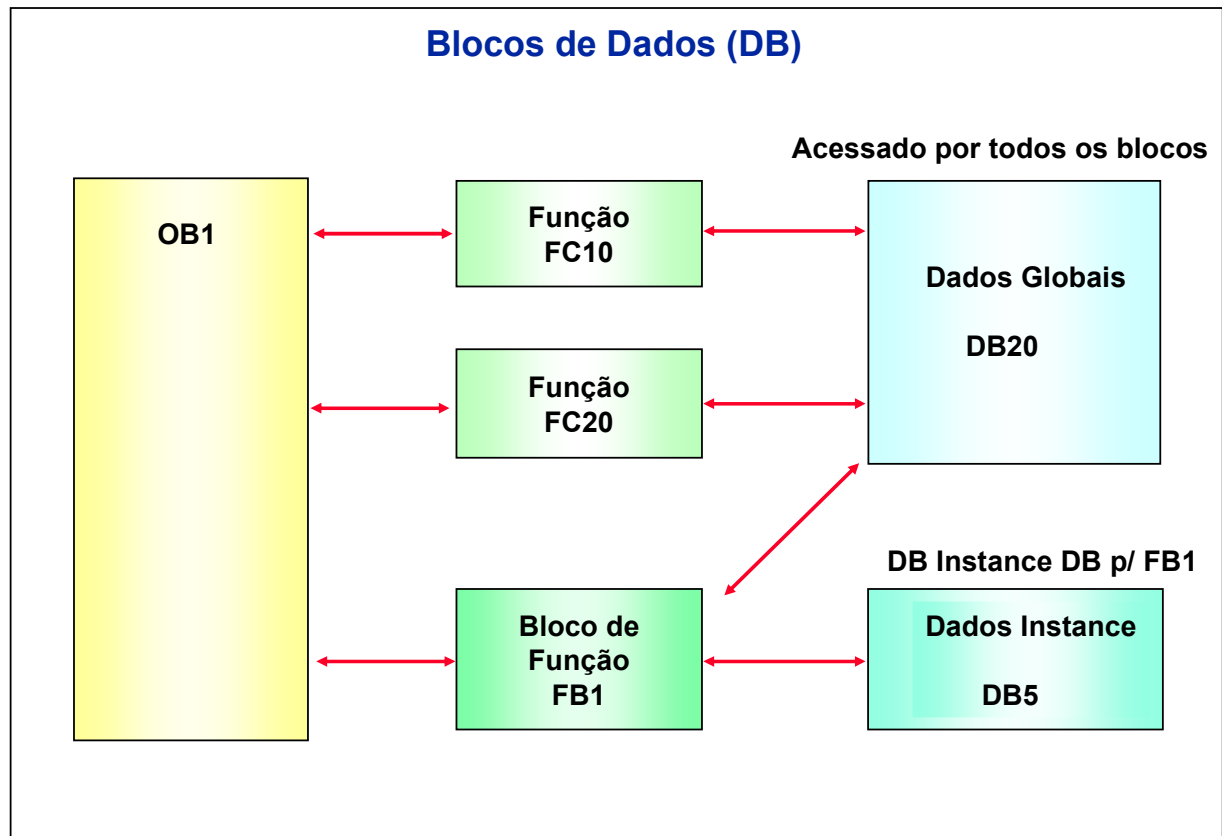 Blocos de Dados (DB)
Acessado por todos os blocos
OB1
Função
FC10
Dados Globais
DB20
Função
FC20
DB Instance DB p/ FB1
Bloco de
Função
FB1
Dados Instance
DB5